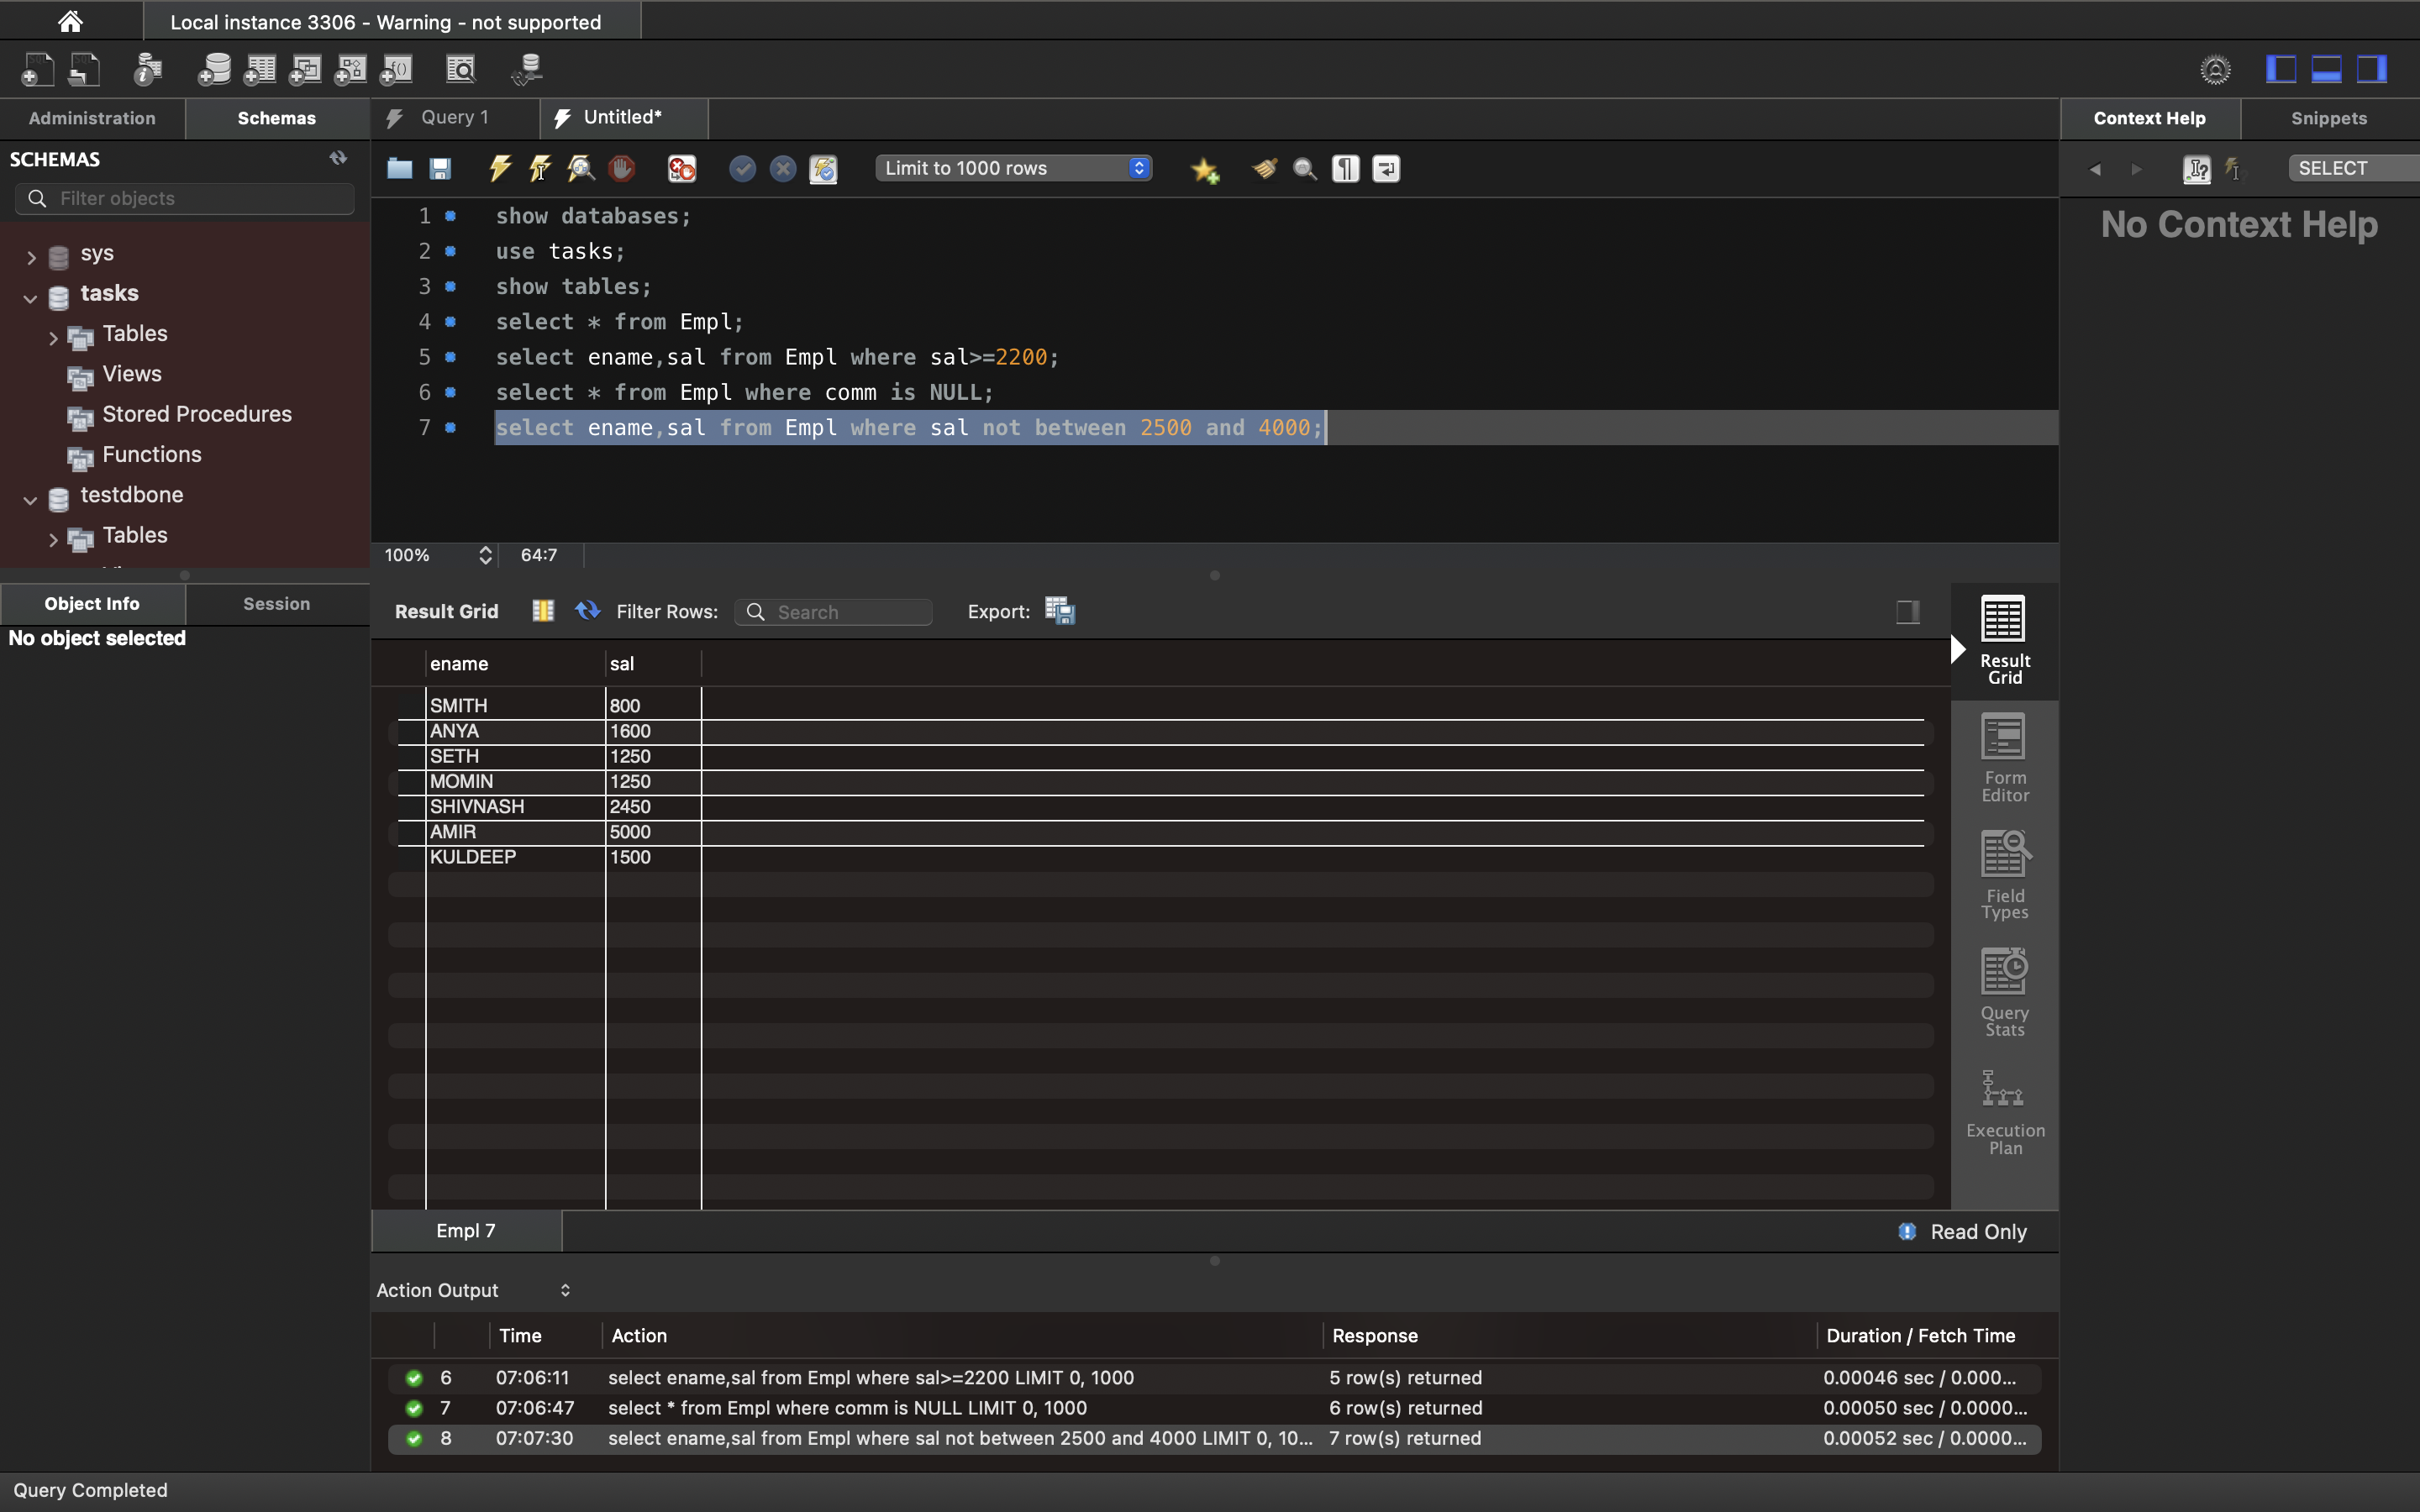 Local instance 3306 - Warning - not supported
Administration
Schemas
Query 1
Untitled*
Context Help
Snippets
SCHEMAS
Limit to 1000 rows
SELECT
Filter objects
sys
tasks
Tables
Views
Stored Procedures
Functions
testdbone
Tables
1 show databases;
2 use tasks;
3 show tables;
4 select * from Empl;
5 select ename,sal from Empl where sal>=2200;
6 select * from Empl where comm is NULL;
7 select ename,sal from Empl where sal not between 2500 and 4000;
No Context Help
100% 64:7
Object Info
Session
No object selected
Result Grid
Filter Rows:
Search
Export:
ename sal
SMITH 800
ANYA 1600
SETH 1250
MOMIN 1250
SHIVNASH 2450
AMIR 5000
KULDEEP 1500
Result
Grid
Form
Editor
Field
Types
Query
Stats
Execution
Plan
Empl 7
Read Only
Action Output
Time Action Response Duration / Fetch Time
6 07:06:11 select ename,sal from Empl where sal>=2200 LIMIT 0, 1000 5 row(s) returned 0.00046 sec / 0.000...
7 07:06:47 select * from Empl where comm is NULL LIMIT 0, 1000 6 row(s) returned 0.00050 sec / 0.0000...
8 07:07:30 select ename,sal from Empl where sal not between 2500 and 4000 LIMIT 0, 10... 7 row(s) returned 0.00052 sec / 0.0000...
Query Completed